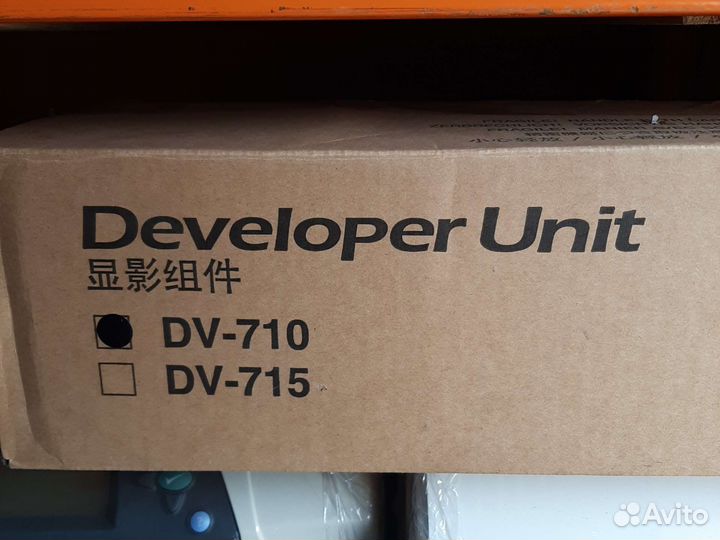 Developer Unit
显影组件
DV-710
DV-715
Avito